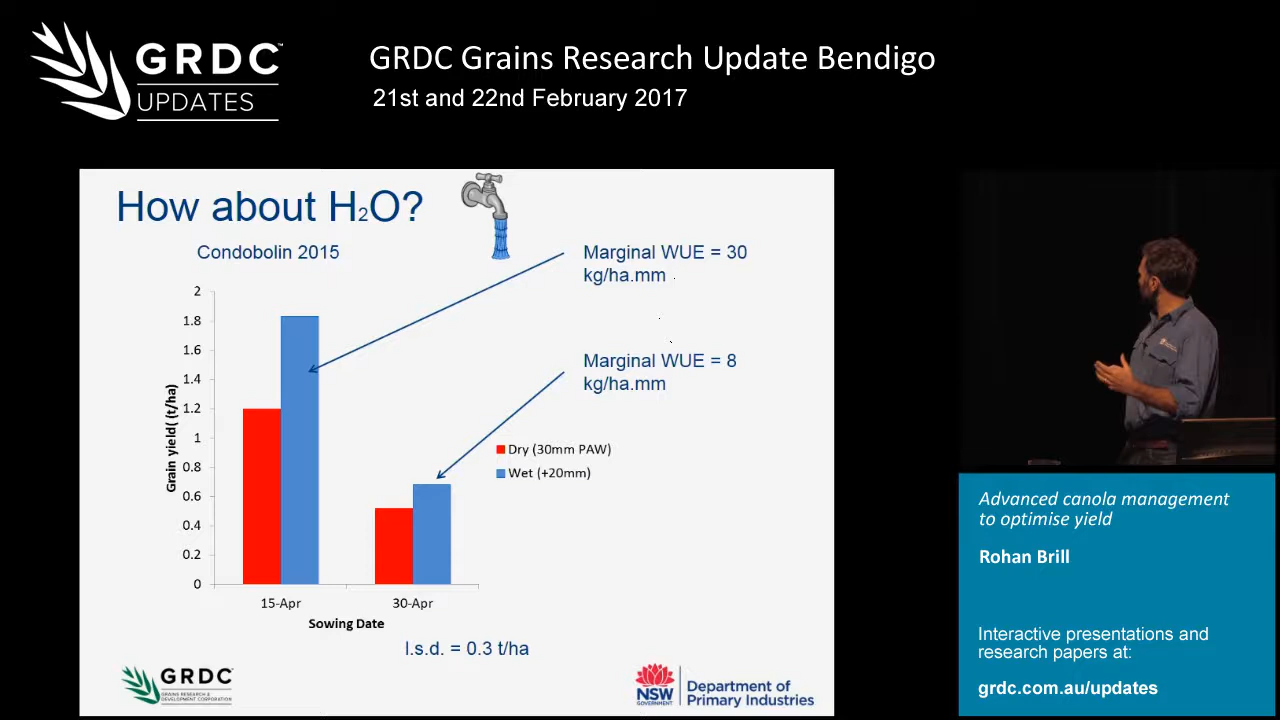 GRDC™
UPDATES
GRDC Grains Research Update Bendigo
21st and 22nd February 2017
How about H2O?
Condobolin 2015
Marginal WUE = 30
kg/ha.mm
Marginal WUE = 8
kg/ha.mm
Grain yield( (t/ha)
2
1.8
1.6
1.4
1.2
1
0.8
0.6
0.4
0.2
0
Dry (30mm PAW)
Wet (+20mm)
15-Apr
30-Apr
Sowing Date
l.s.d. = 0.3 t/ha
GRDC™
GRAINS RESEARCH &
DEVELOPMENT CORPORATION
NSW
GOVERNMENT
Department of
Primary Industries
Advanced canola management
to optimise yield
Rohan Brill
Interactive presentations and
research papers at:
grdc.com.au/updates